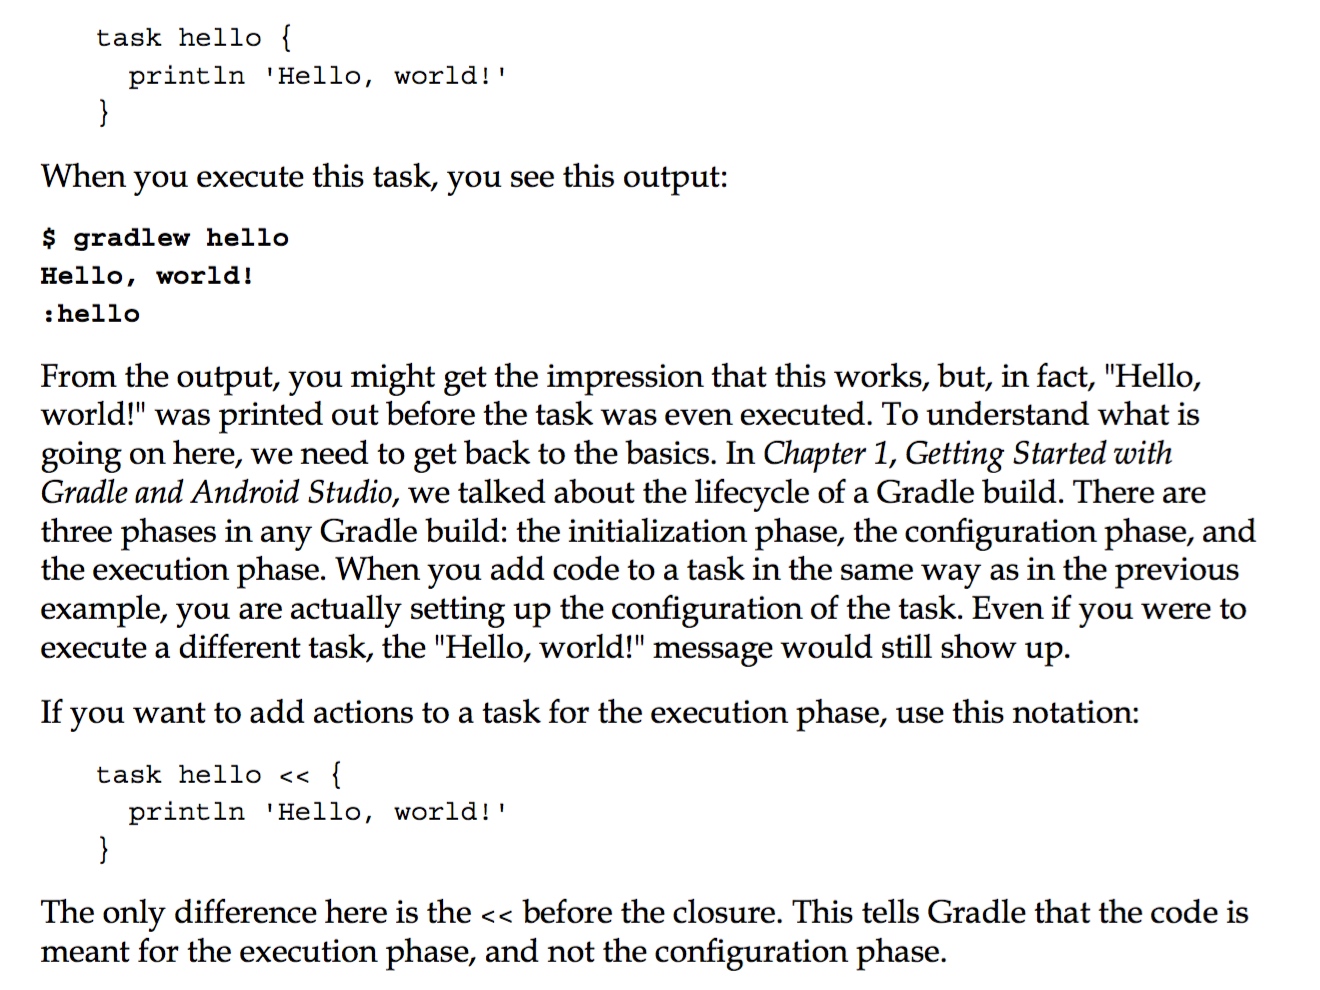 task hello {
  println 'Hello, world!'
}
When you execute this task, you see this output:
$ gradlew hello
Hello, world!
:hello
From the output, you might get the impression that this works, but, in fact, "Hello,
world!" was printed out before the task was even executed. To understand what is
going on here, we need to get back to the basics. In Chapter 1, Getting Started with
Gradle and Android Studio, we talked about the lifecycle of a Gradle build. There are
three phases in any Gradle build: the initialization phase, the configuration phase, and
the execution phase. When you add code to a task in the same way as in the previous
example, you are actually setting up the configuration of the task. Even if you were to
execute a different task, the "Hello, world!" message would still show up.
If you want to add actions to a task for the execution phase, use this notation:
task hello << {
  println 'Hello, world!'
}
The only difference here is the << before the closure. This tells Gradle that the code is
meant for the execution phase, and not the configuration phase.